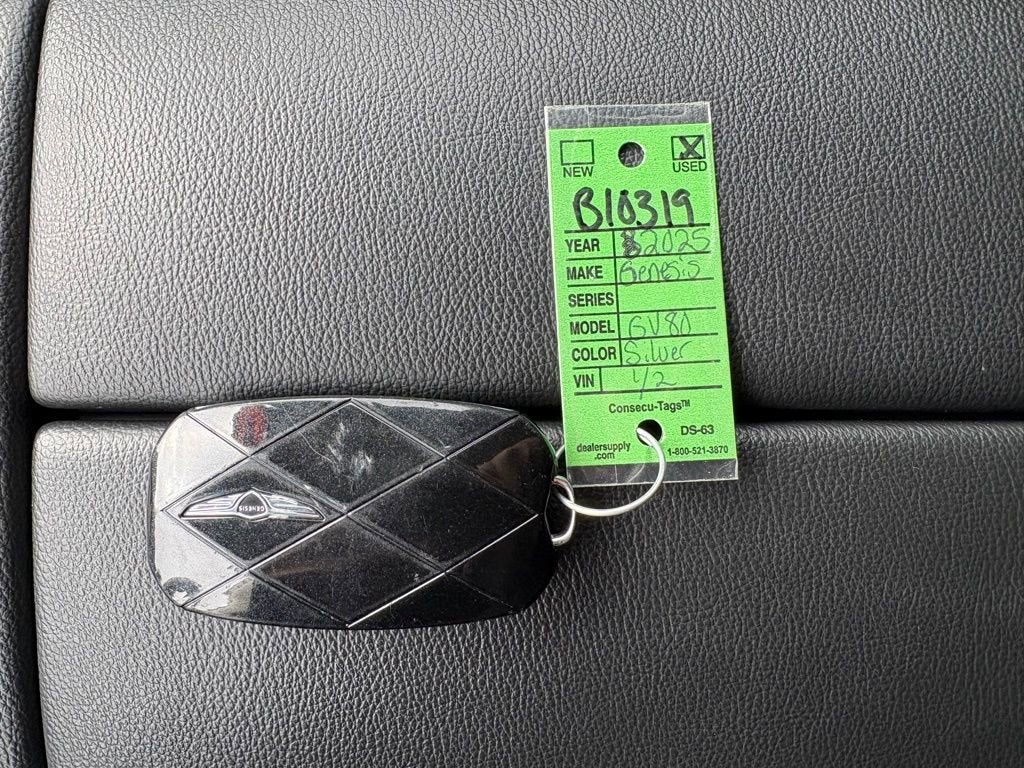 NEW
X
USED
B10319
YEAR 2025
MAKE Genesis
SERIES
MODEL GV80
COLOR Silver
VIN 1/2
Consecu-Tags™
DS-63
dealersupply
.com
1-800-521-3870
GENESIS